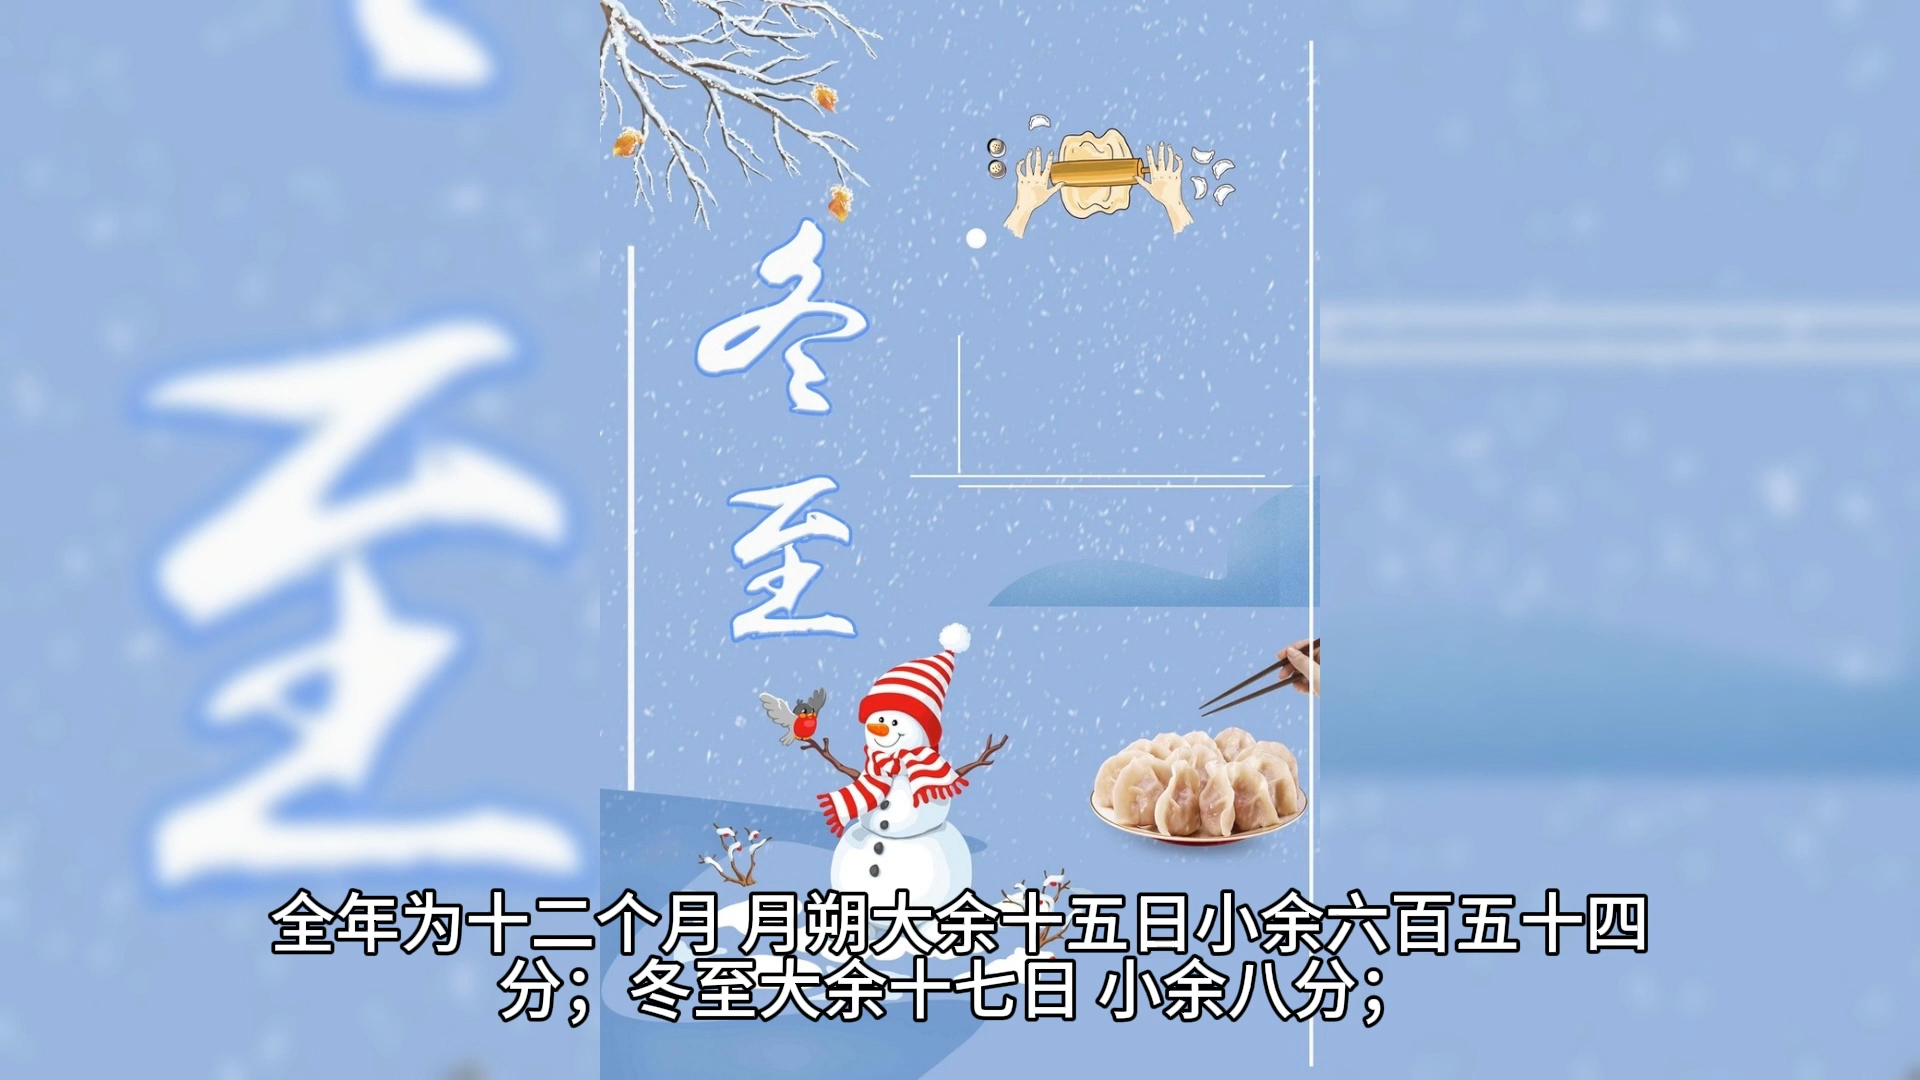 冬
至
至
全年为十二个月 月朔大余十五日小余六百五十四
分；冬至大余十七日 小余八分；